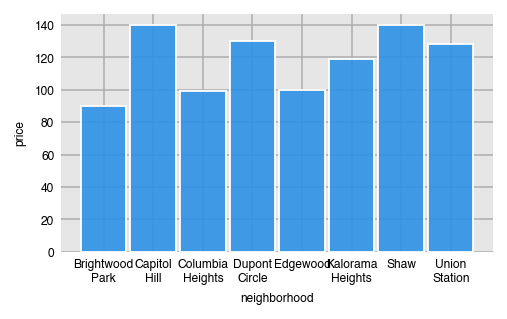 140
120
100
80
60
40
20
0
price
Brightwood Capitol Columbia Dupont Edgewood Kalorama Shaw Union
Park Hill Heights Circle Heights Station
neighborhood